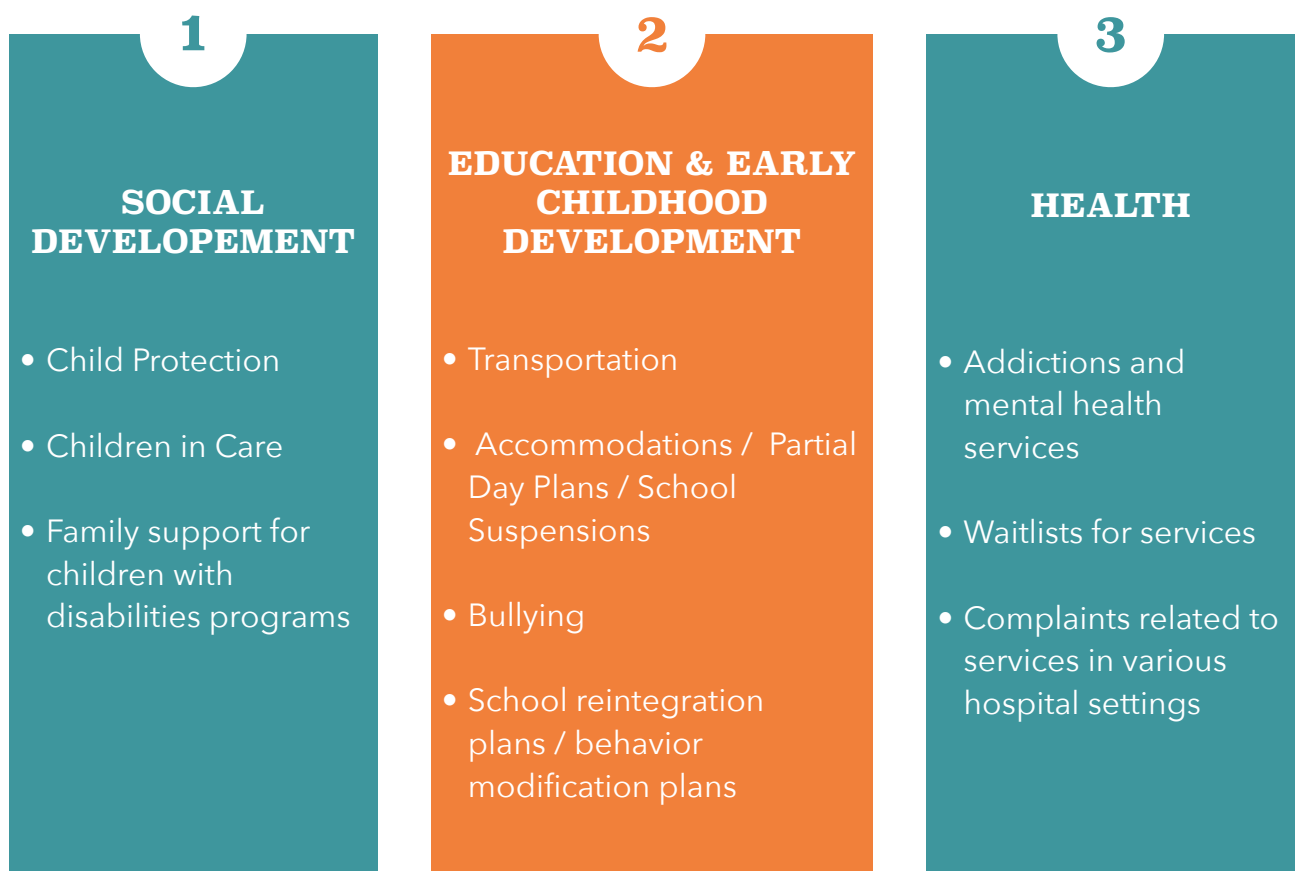 1
SOCIAL
DEVELOPEMENT
• Child Protection
• Children in Care
• Family support for
children with
disabilities programs
2
EDUCATION & EARLY
CHILDHOOD
DEVELOPMENT
• Transportation
• Accommodations / Partial
Day Plans / School
Suspensions
• Bullying
• School reintegration
plans / behavior
modification plans
3
HEALTH
• Addictions and
mental health
services
• Waitlists for services
• Complaints related to
services in various
hospital settings